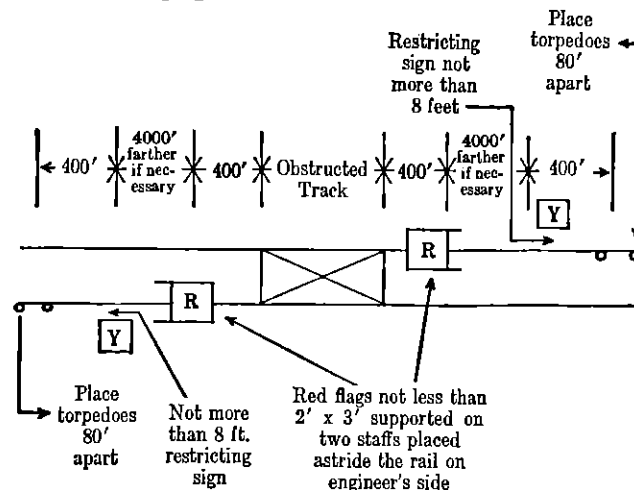 Place
torpedoes
80'
apart
Restricting
sign not
more than
8 feet
400'
4000'
farther
if nec-
essary
400'
Obstructed
Track
400'
4000'
farther
if nec-
essary
400'
Y
R
R
Y
Place
torpedoes
80'
apart
Not more
than 8 ft.
restricting
sign
Red flags not less than
2' x 3' supported on
two staffs placed
astride the rail on
engineer's side